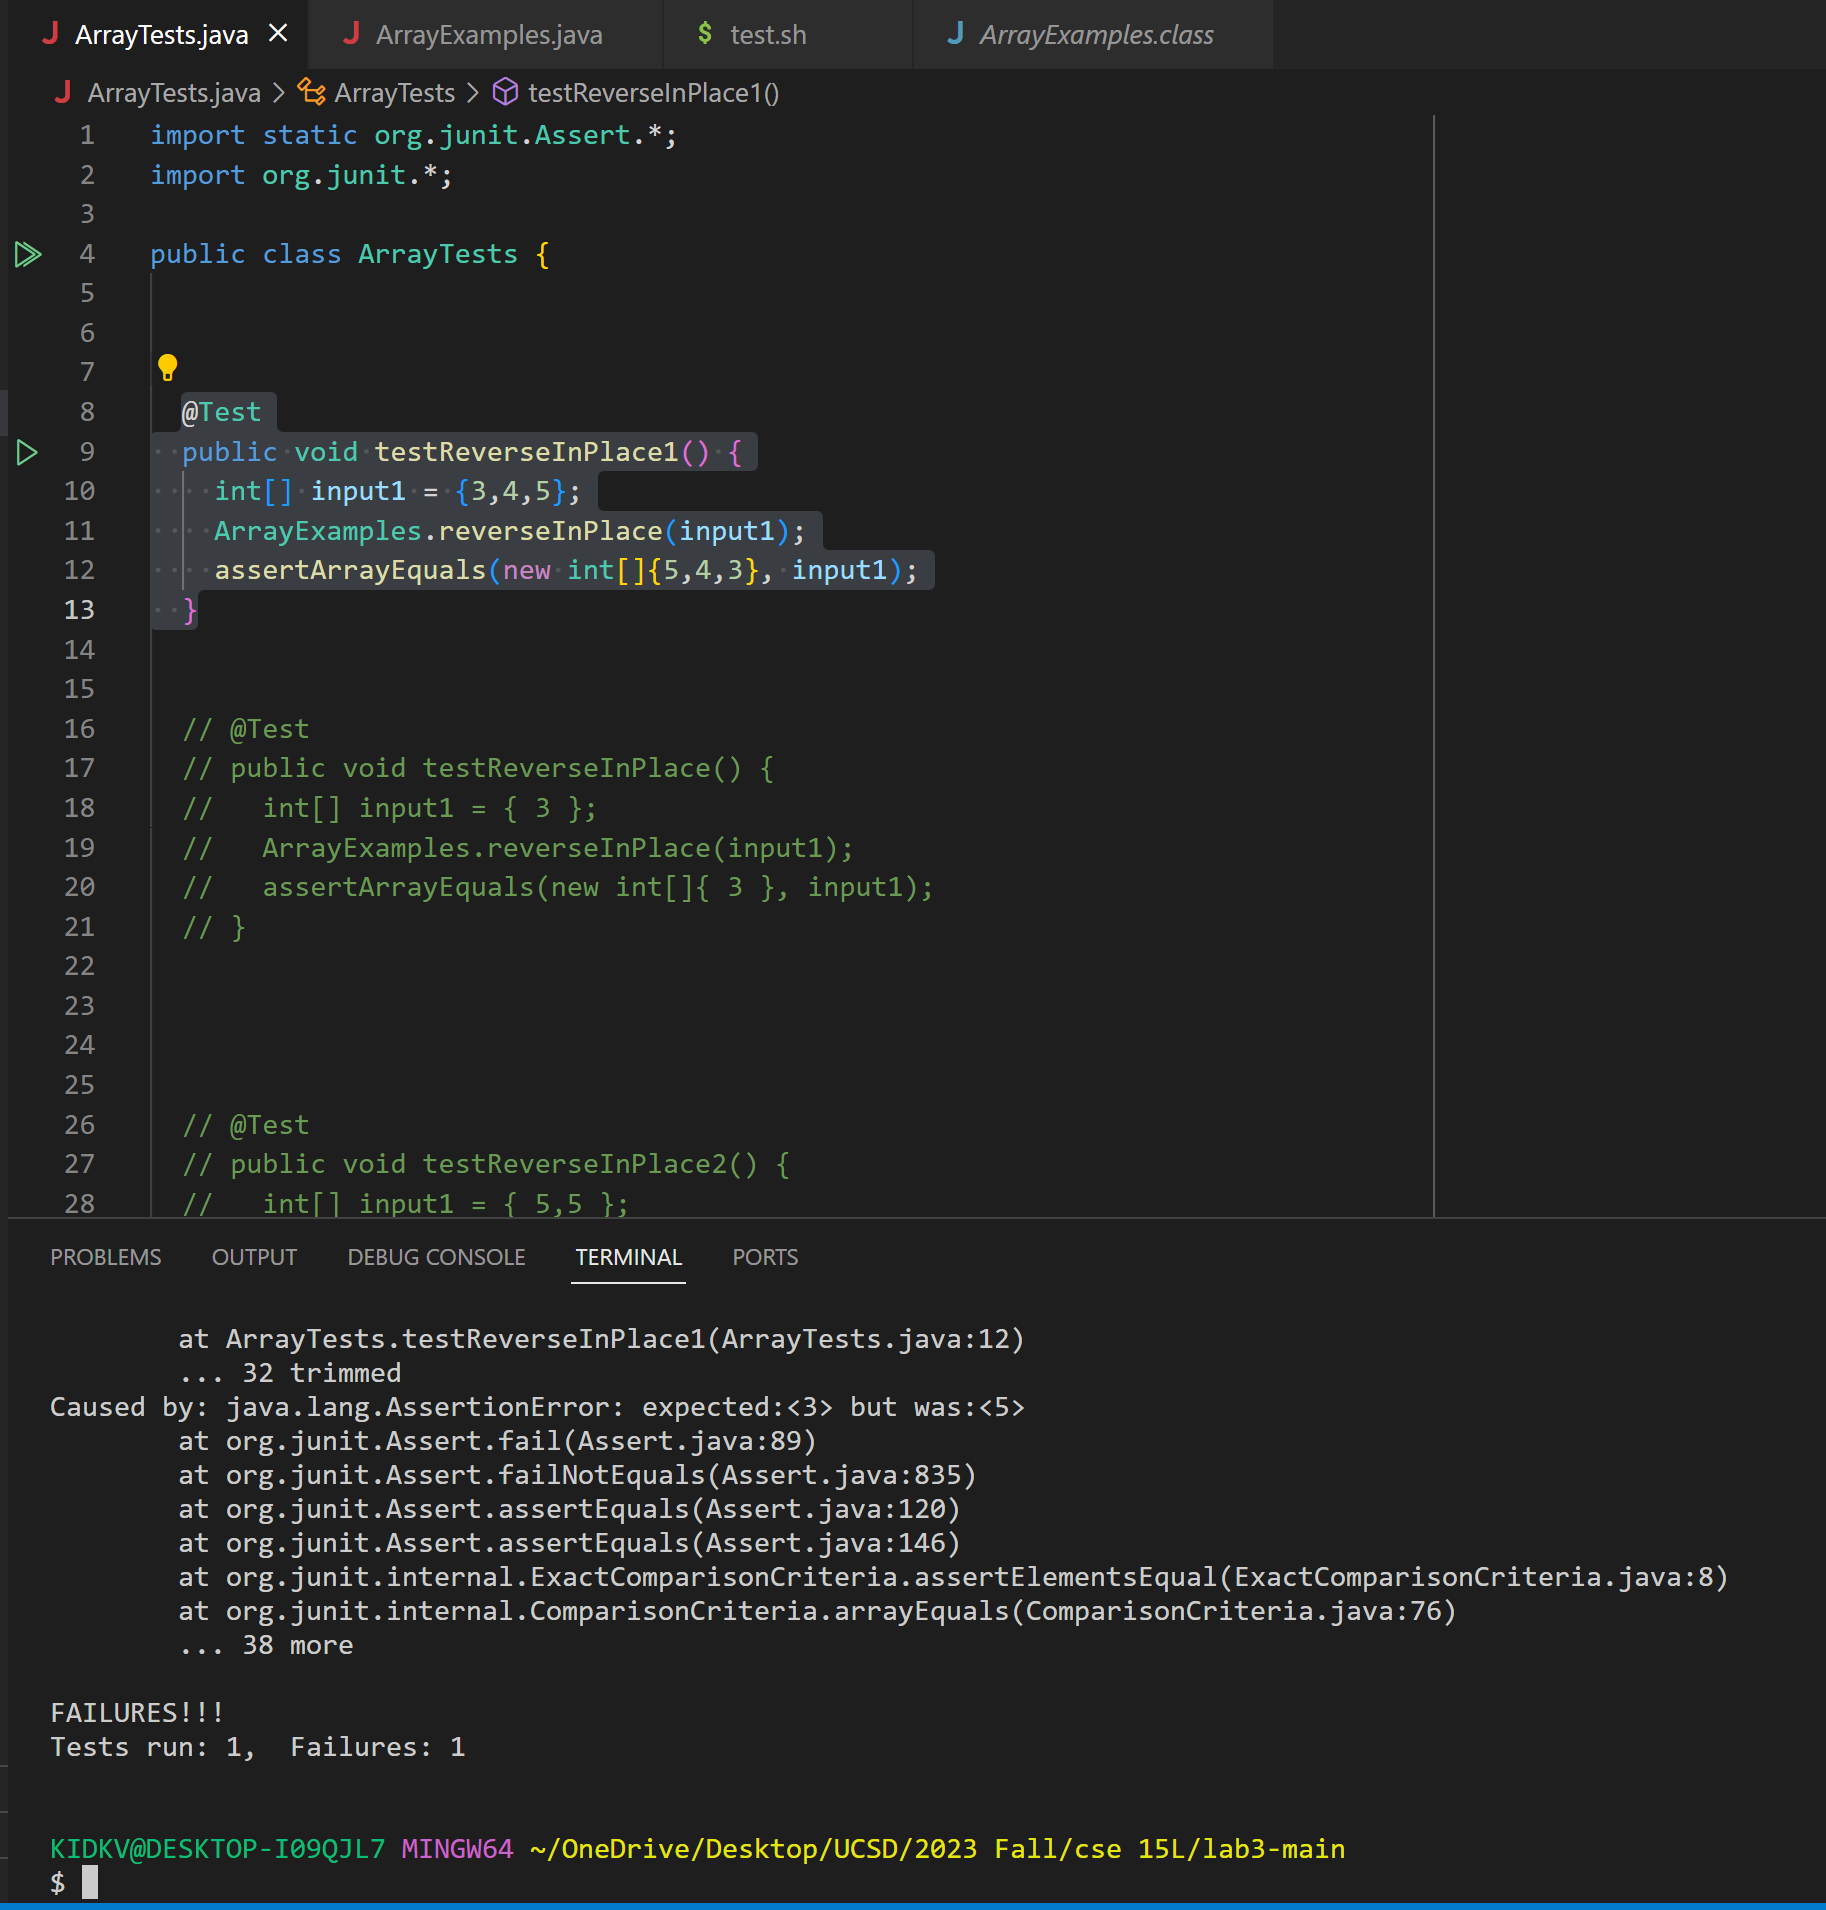 ArrayTests.java
ArrayExamples.java
$ test.sh
ArrayExamples.class
ArrayTests.java > ArrayTests > testReverseInPlace1()
1 import static org.junit.Assert.*;
2 import org.junit.*;
3
4 public class ArrayTests {
5
6
7
8 @Test
9 public void testReverseInPlace1() {
10 int[] input1 = {3,4,5};
11 ArrayExamples.reverseInPlace(input1);
12 assertArrayEquals(new int[]{5,4,3}, input1);
13 }
14
15
16 // @Test
17 // public void testReverseInPlace() {
18 //   int[] input1 = { 3 };
19 //   ArrayExamples.reverseInPlace(input1);
20 //   assertArrayEquals(new int[]{ 3 }, input1);
21 // }
22
23
24
25
26 // @Test
27 // public void testReverseInPlace2() {
28 //   int[] input1 = { 5,5 };
PROBLEMS OUTPUT DEBUG CONSOLE TERMINAL PORTS
at ArrayTests.testReverseInPlace1(ArrayTests.java:12)
... 32 trimmed
Caused by: java.lang.AssertionError: expected:<3> but was:<5>
at org.junit.Assert.fail(Assert.java:89)
at org.junit.Assert.failNotEquals(Assert.java:835)
at org.junit.Assert.assertEquals(Assert.java:120)
at org.junit.Assert.assertEquals(Assert.java:146)
at org.junit.internal.ExactComparisonCriteria.assertElementsEqual(ExactComparisonCriteria.java:8)
at org.junit.internal.ComparisonCriteria.arrayEquals(ComparisonCriteria.java:76)
... 38 more
FAILURES!!!
Tests run: 1,  Failures: 1
KIDKV@DESKTOP-I09QJL7 MINGW64 ~/OneDrive/Desktop/UCSD/2023 Fall/cse 15L/lab3-main
$